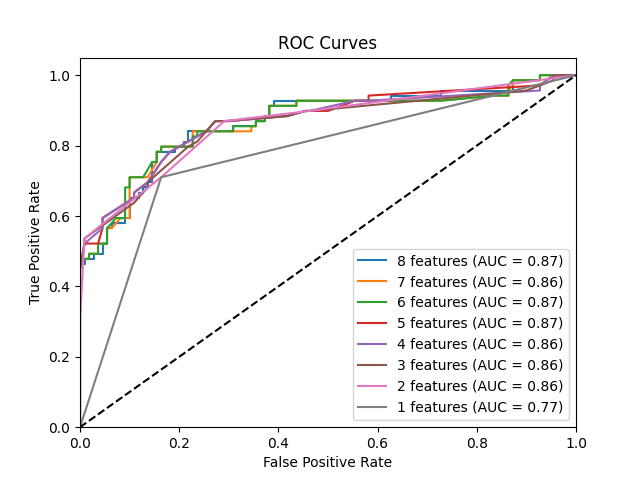 ROC Curves
True Positive Rate
1.0
0.8
0.6
0.4
0.2
0.0
8 features (AUC = 0.87)
7 features (AUC = 0.86)
6 features (AUC = 0.87)
5 features (AUC = 0.87)
4 features (AUC = 0.86)
3 features (AUC = 0.86)
2 features (AUC = 0.86)
1 features (AUC = 0.77)
0.0 0.2 0.4 0.6 0.8 1.0
False Positive Rate